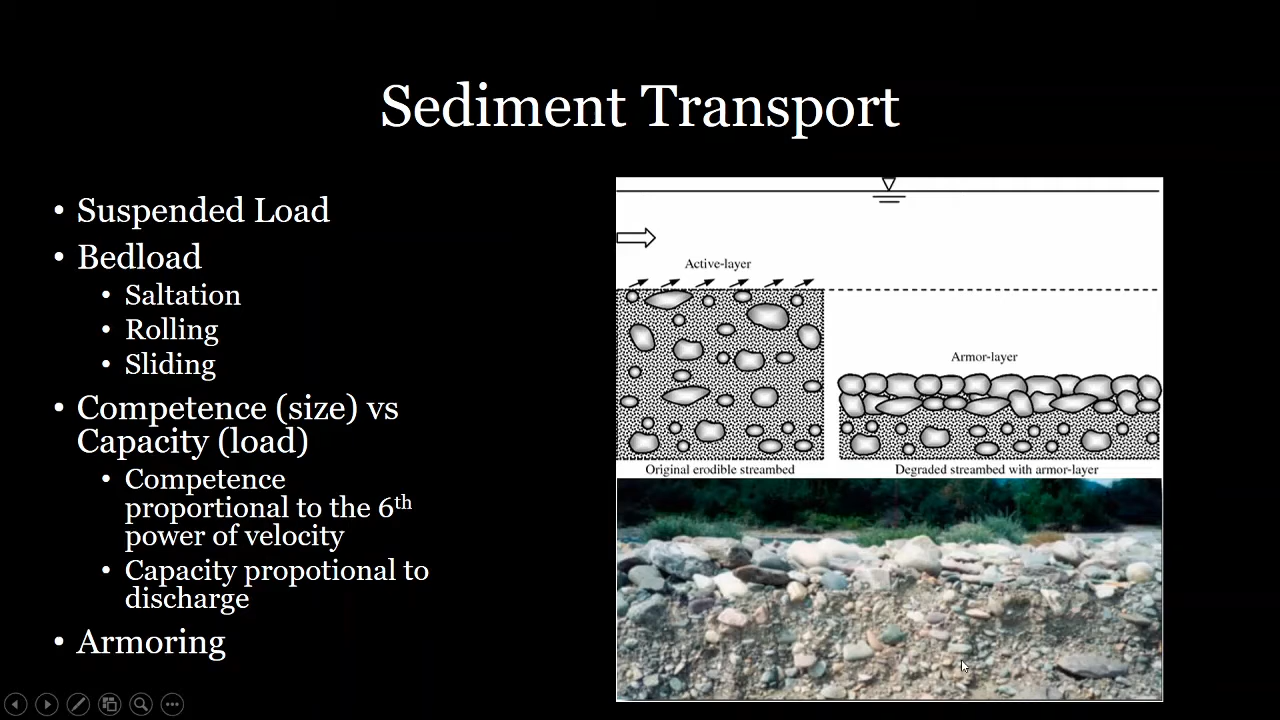 Sediment Transport
• Suspended Load
• Bedload
• Saltation
• Rolling
• Sliding
• Competence (size) vs
Capacity (load)
• Competence
proportional to the 6th
power of velocity
• Capacity propotional to
discharge
• Armoring
Active-layer
Armor-layer
Original erodible streambed
Degraded streambed with armor-layer